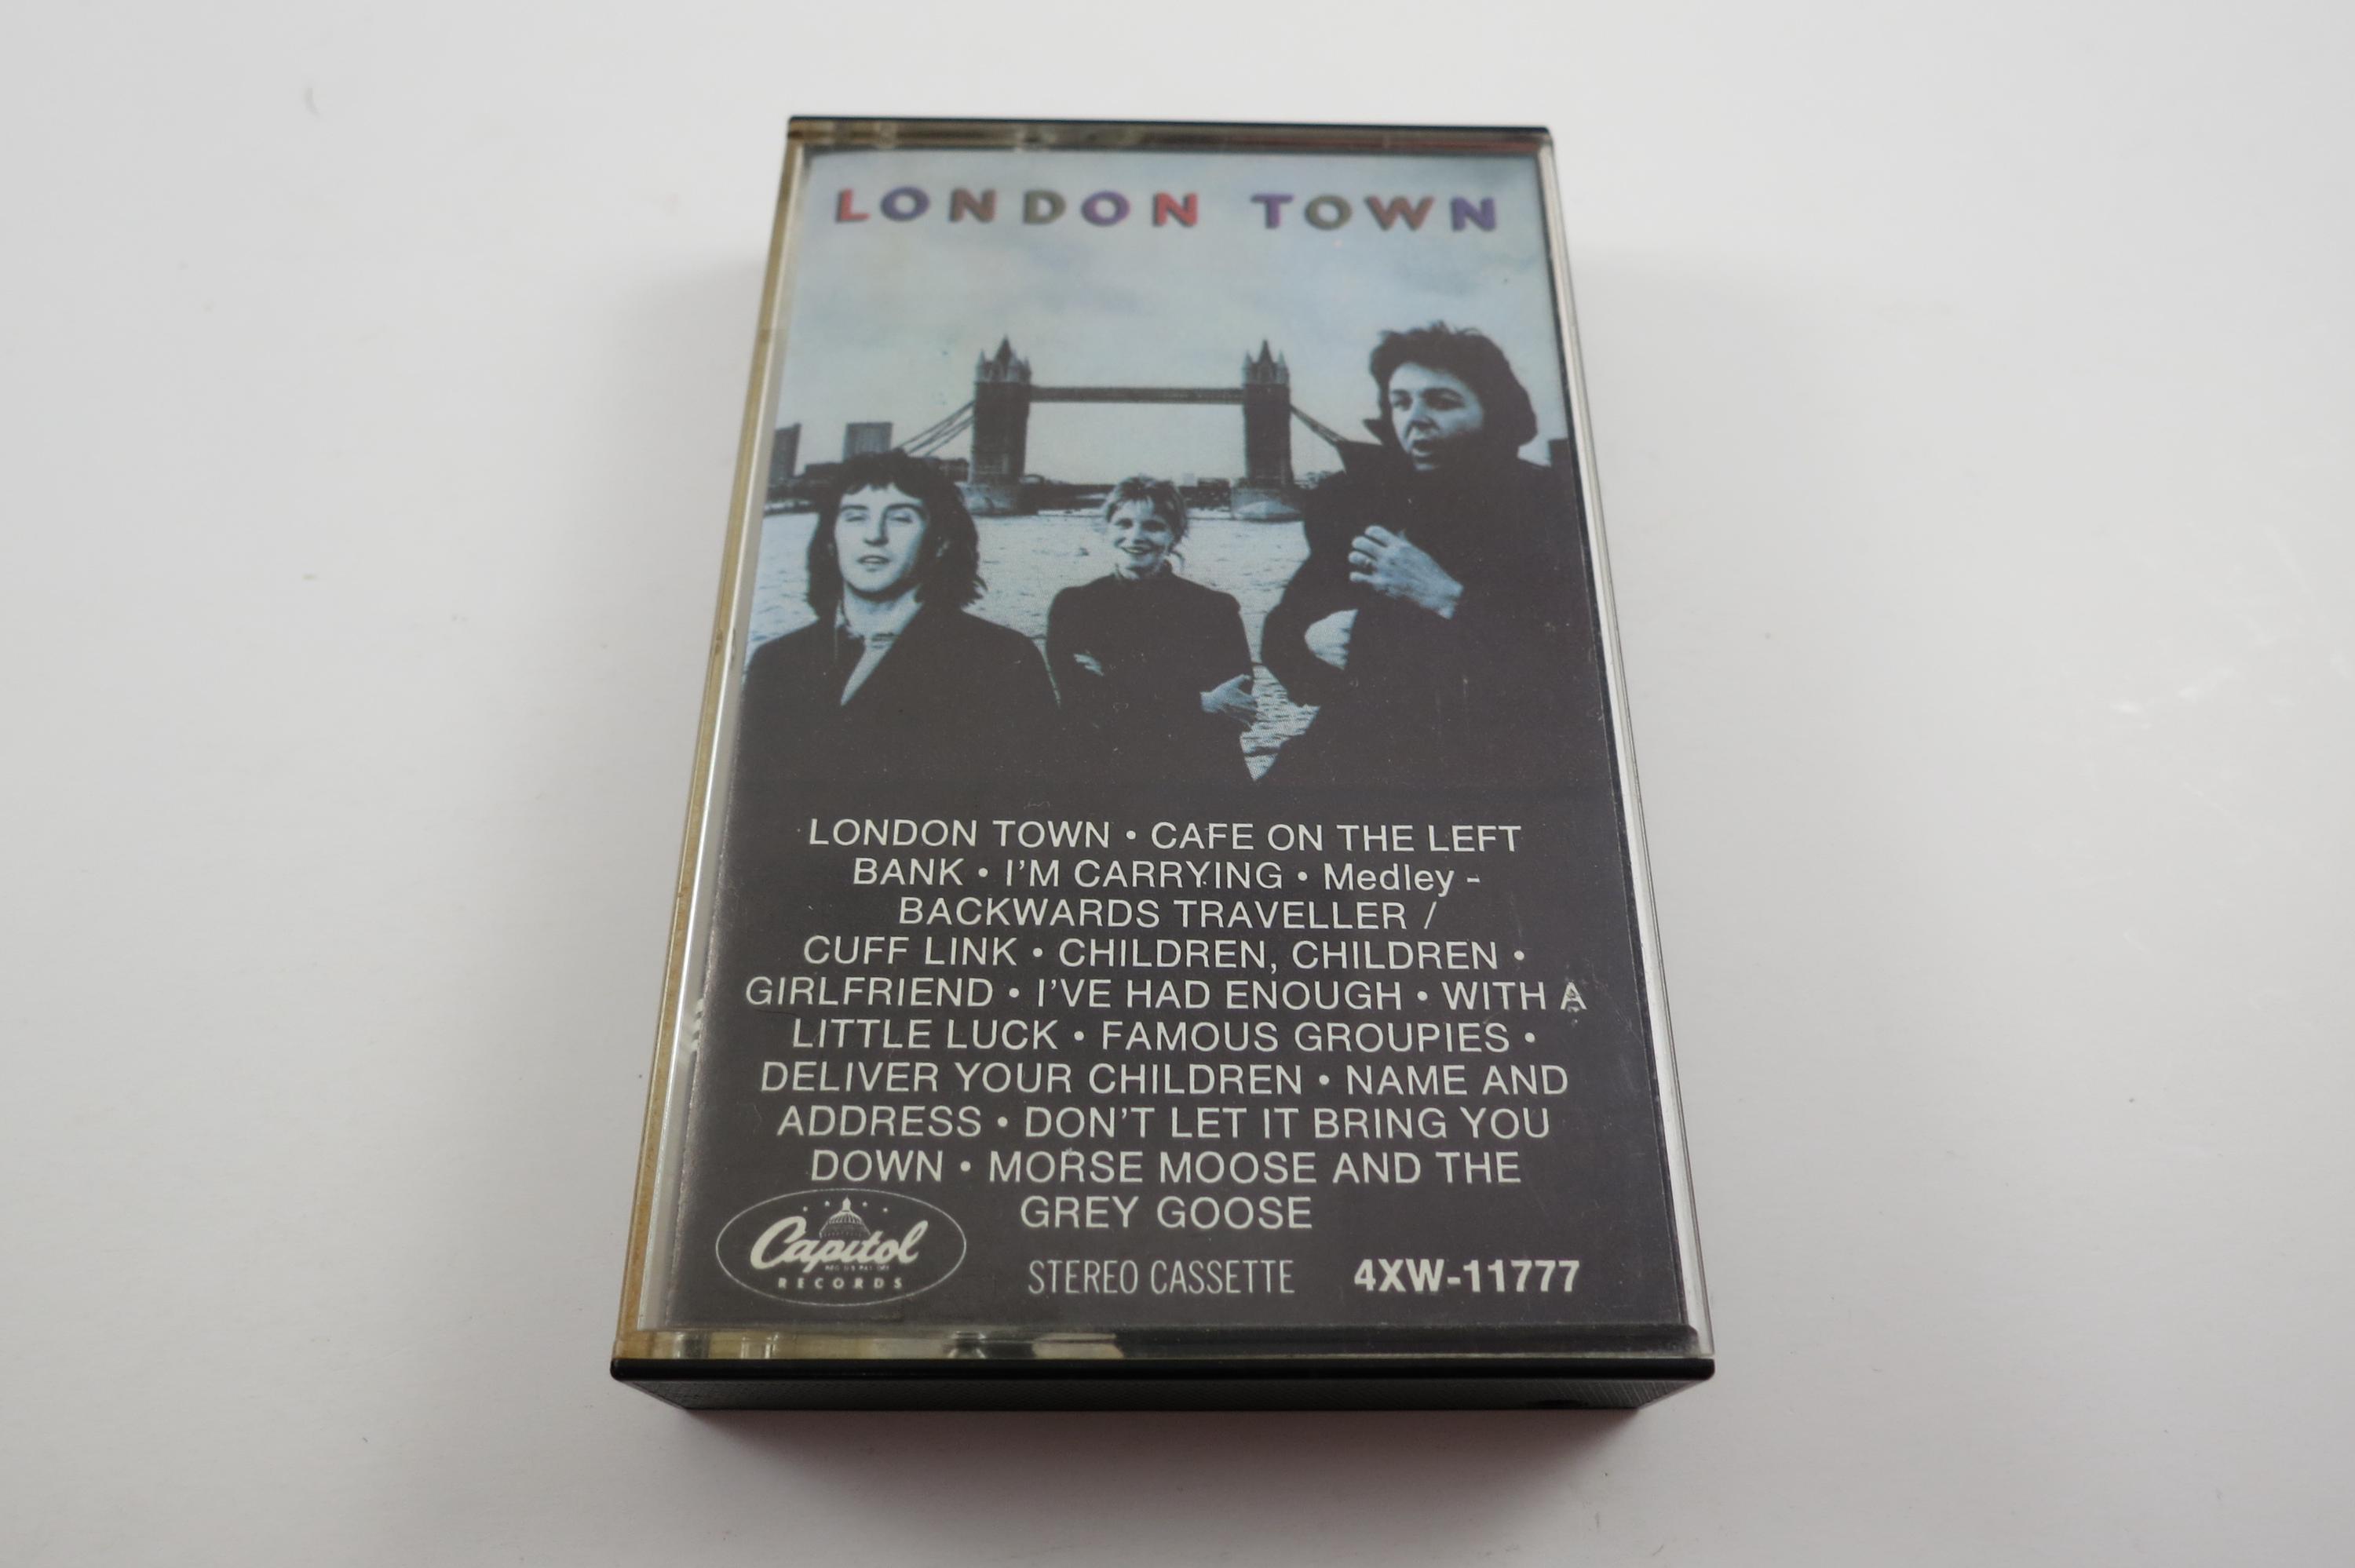 LONDON TOWN
LONDON TOWN • CAFE ON THE LEFT
BANK • I'M CARRYING • Medley -
BACKWARDS TRAVELLER /
CUFF LINK • CHILDREN, CHILDREN •
GIRLFRIEND • I'VE HAD ENOUGH • WITH A
LITTLE LUCK • FAMOUS GROUPIES •
DELIVER YOUR CHILDREN • NAME AND
ADDRESS • DON'T LET IT BRING YOU
DOWN • MORSE MOOSE AND THE
GREY GOOSE
Capitol
RECORDS
STEREO CASSETTE 4XW-11777